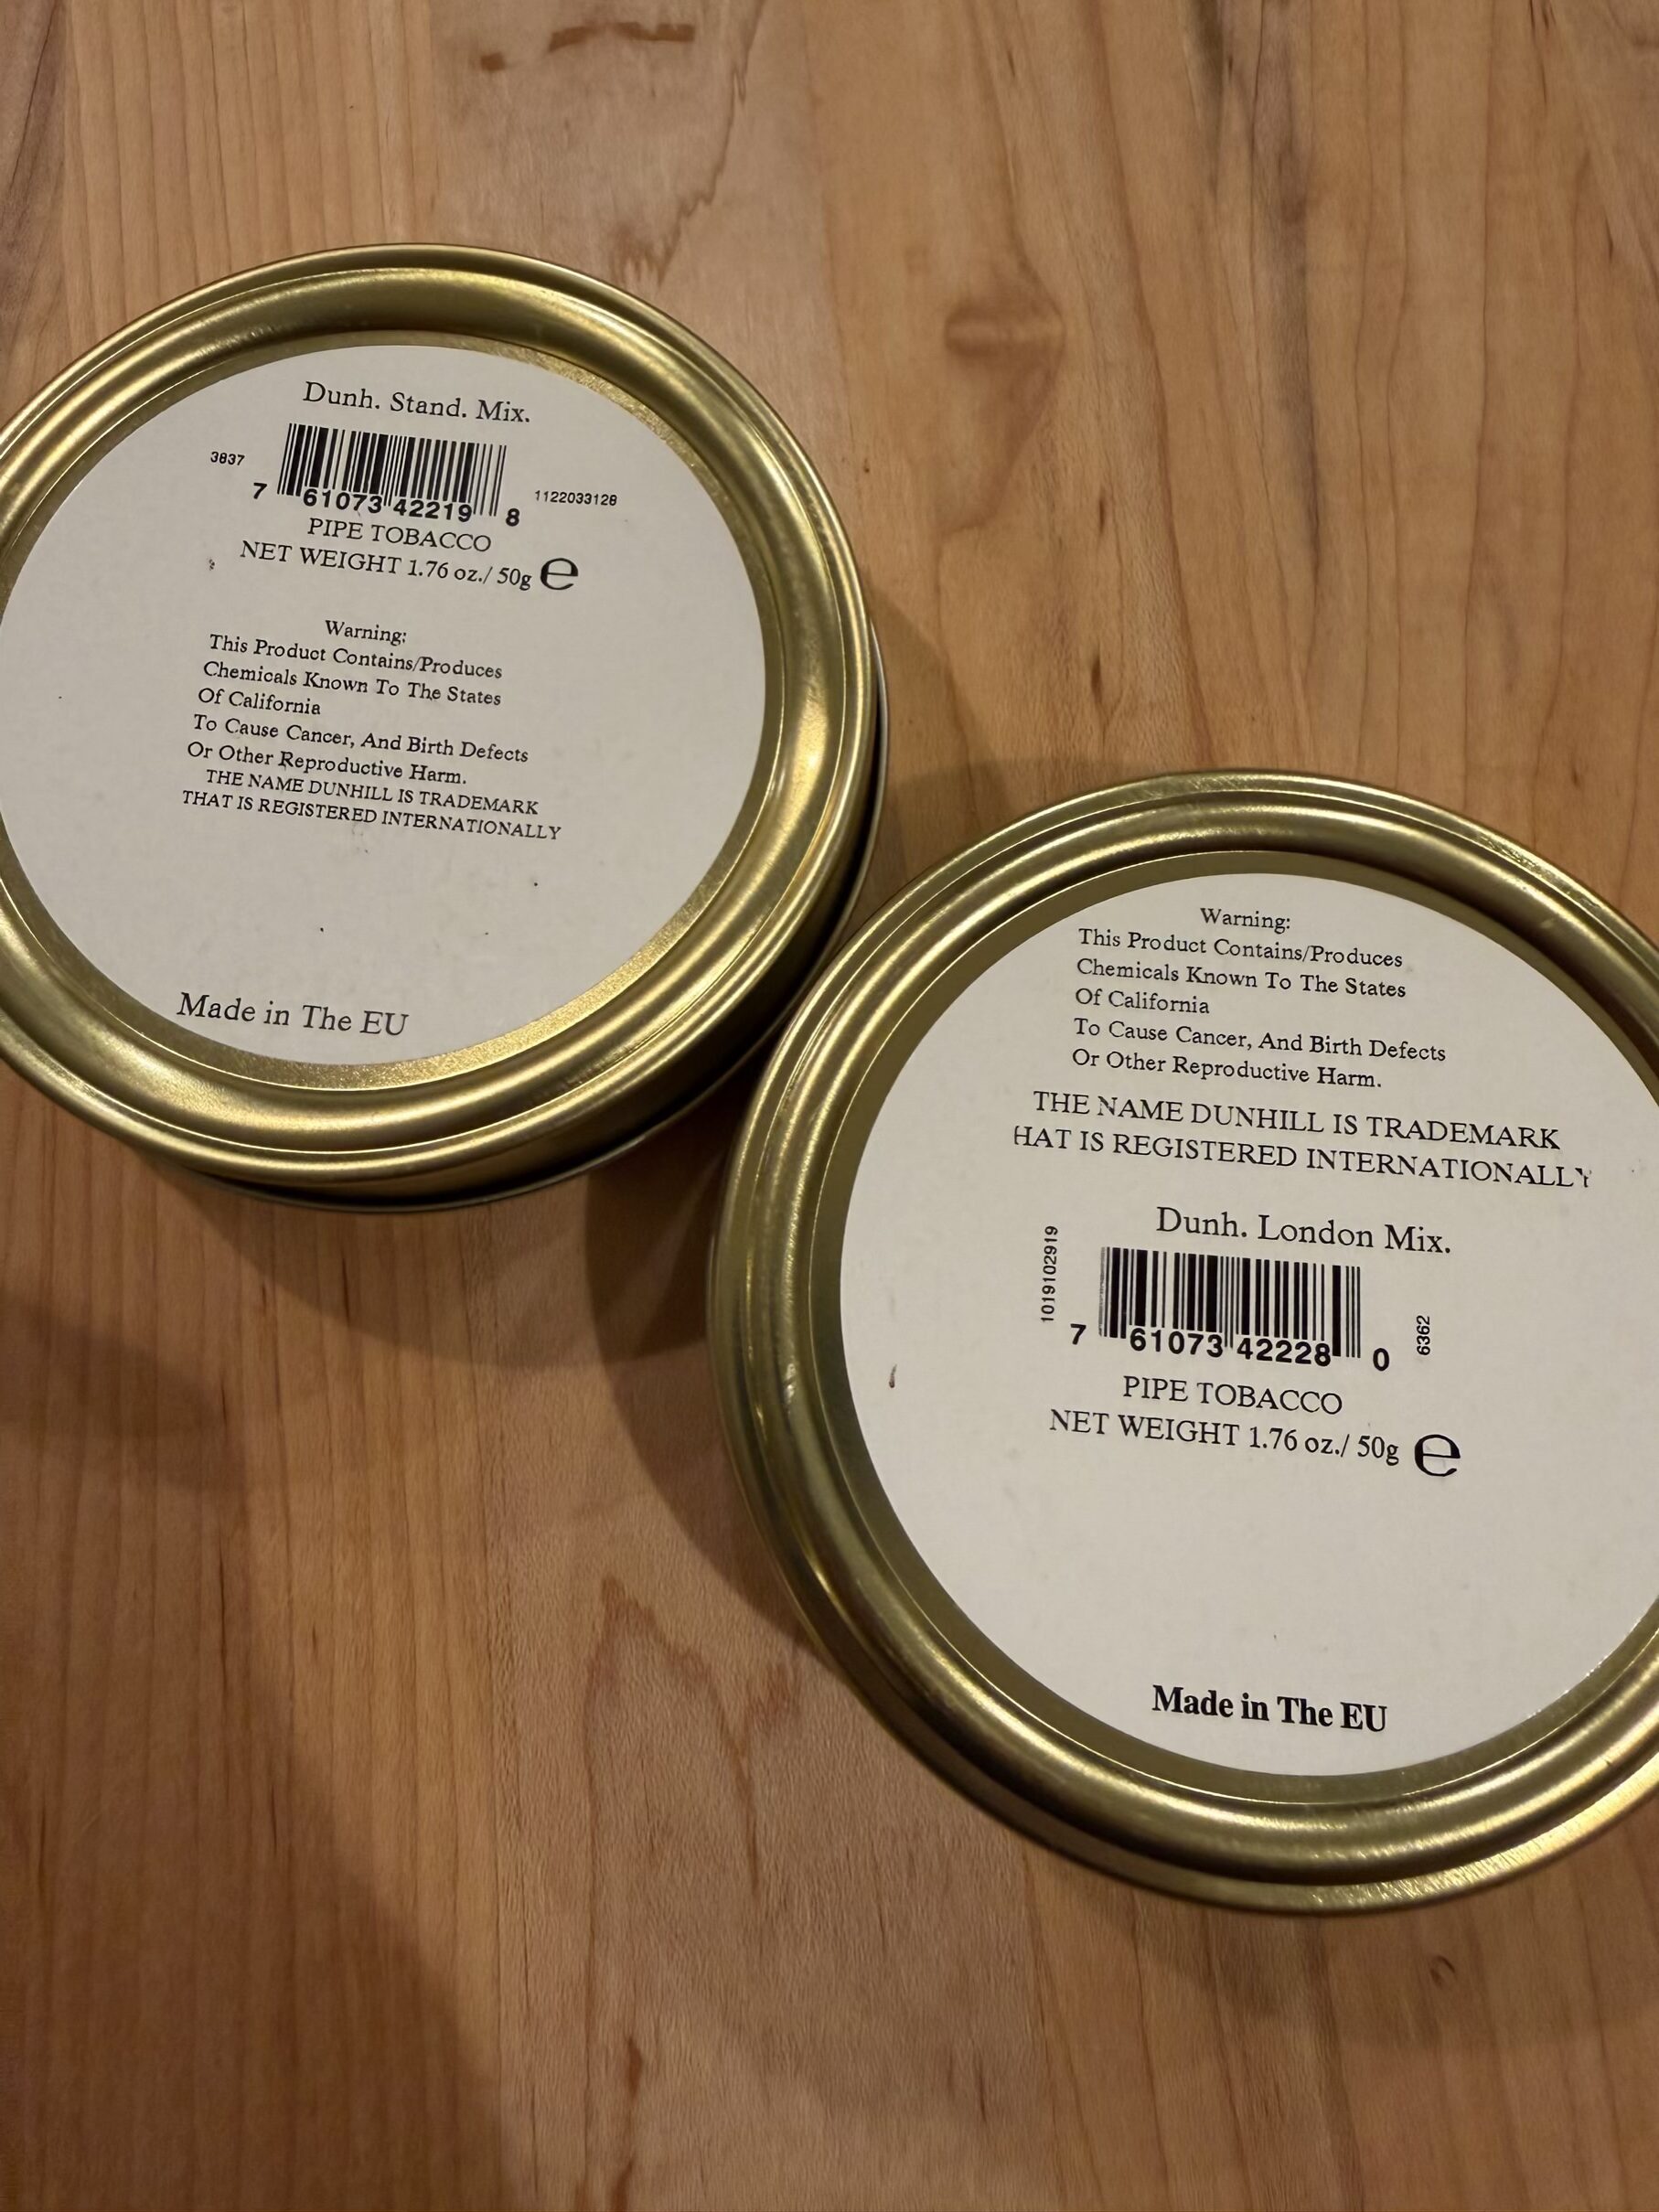 Dunh. Stand. Mix.
3837
7 61073 42219 8
1122033128
PIPE TOBACCO
NET WEIGHT 1.76 oz./ 50g ℮
Warning:
This Product Contains/Produces
Chemicals Known To The States
Of California
To Cause Cancer, And Birth Defects
Or Other Reproductive Harm.
THE NAME DUNHILL IS TRADEMARK
THAT IS REGISTERED INTERNATIONALLY
Made in The EU
Warning:
This Product Contains/Produces
Chemicals Known To The States
Of California
To Cause Cancer, And Birth Defects
Or Other Reproductive Harm.
THE NAME DUNHILL IS TRADEMARK
HAT IS REGISTERED INTERNATIONALLY
Dunh. London Mix.
1019102919
7 61073 42228 0
6362
PIPE TOBACCO
NET WEIGHT 1.76 oz./ 50g ℮
Made in The EU